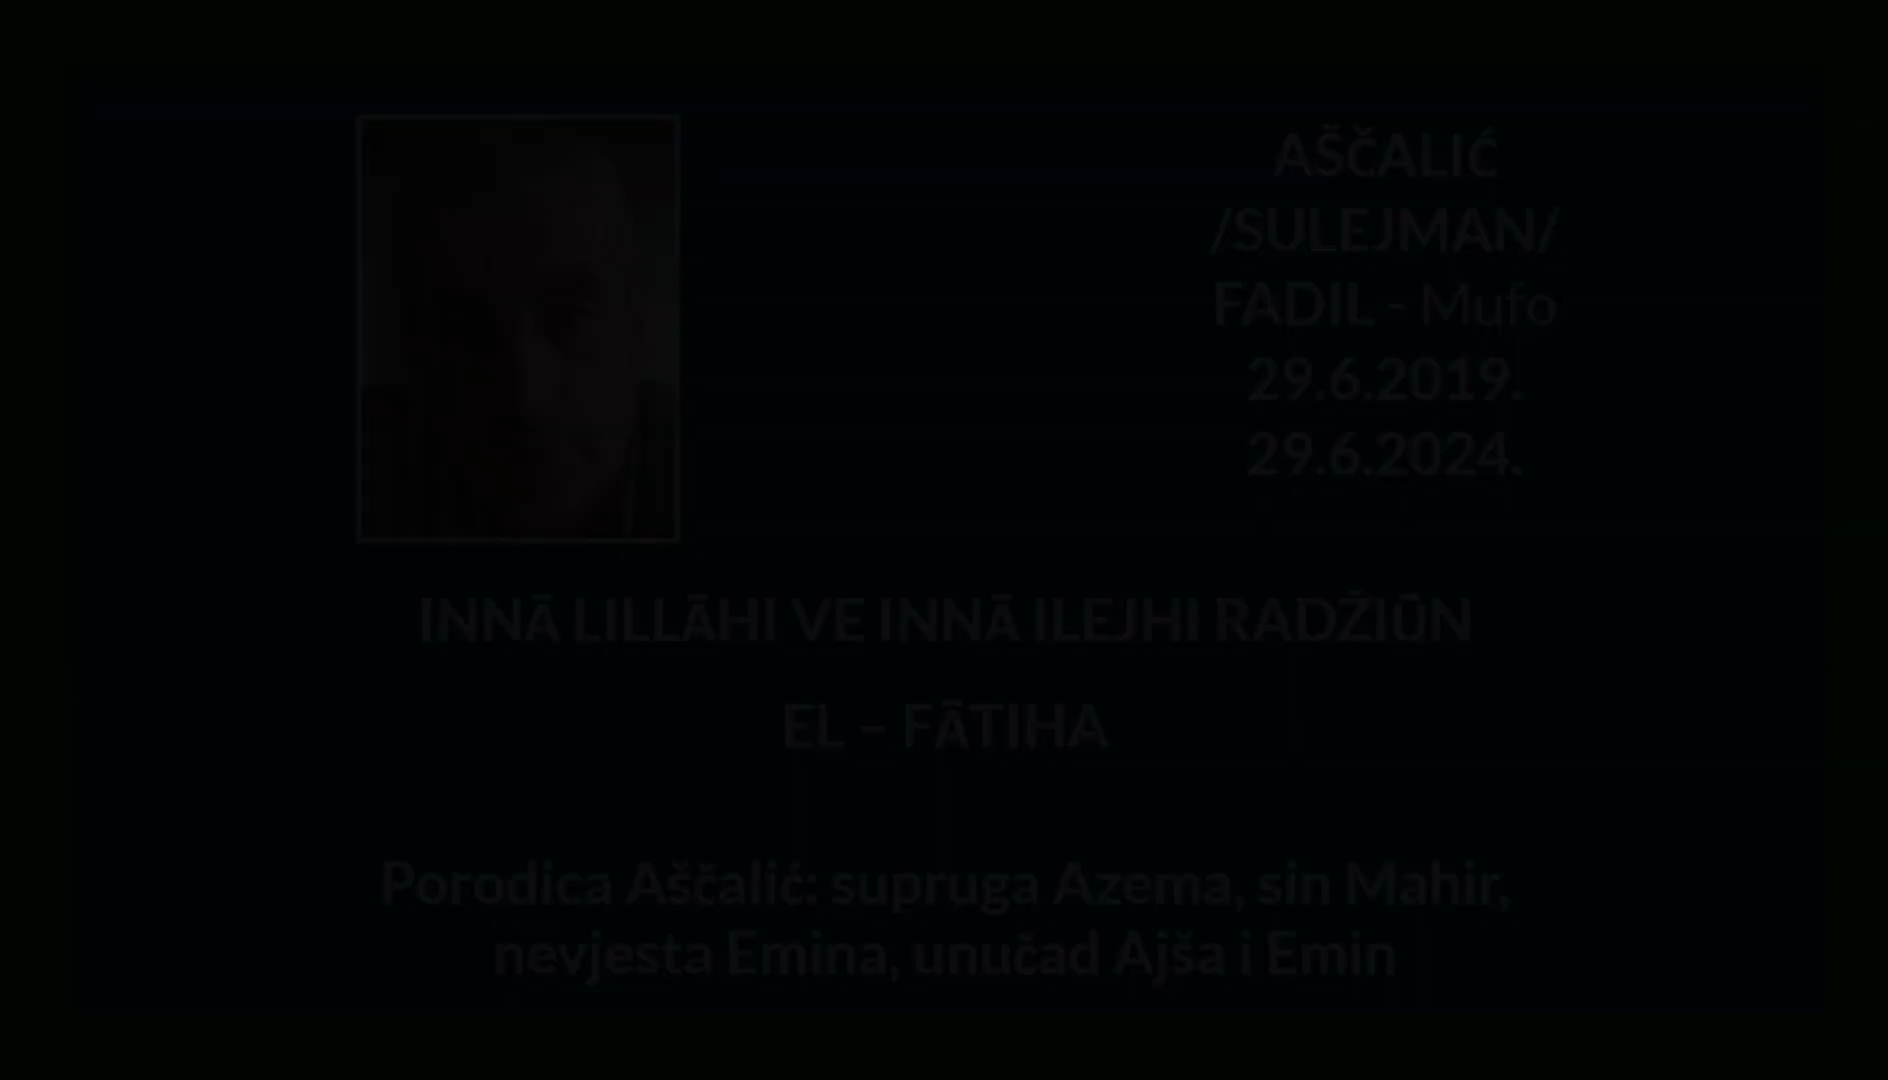 AŠČALIĆ
/SULEJMAN/
FADIL - Mufo
29.6.2019.
29.6.2024.
INNĀ LILLĀHI VE INNĀ ILEJHI RADŽIŪN
EL – FĀTIHA
Porodica Aščalić: supruga Azema, sin Mahir,
nevjesta Emina, unučad Ajša i Emin